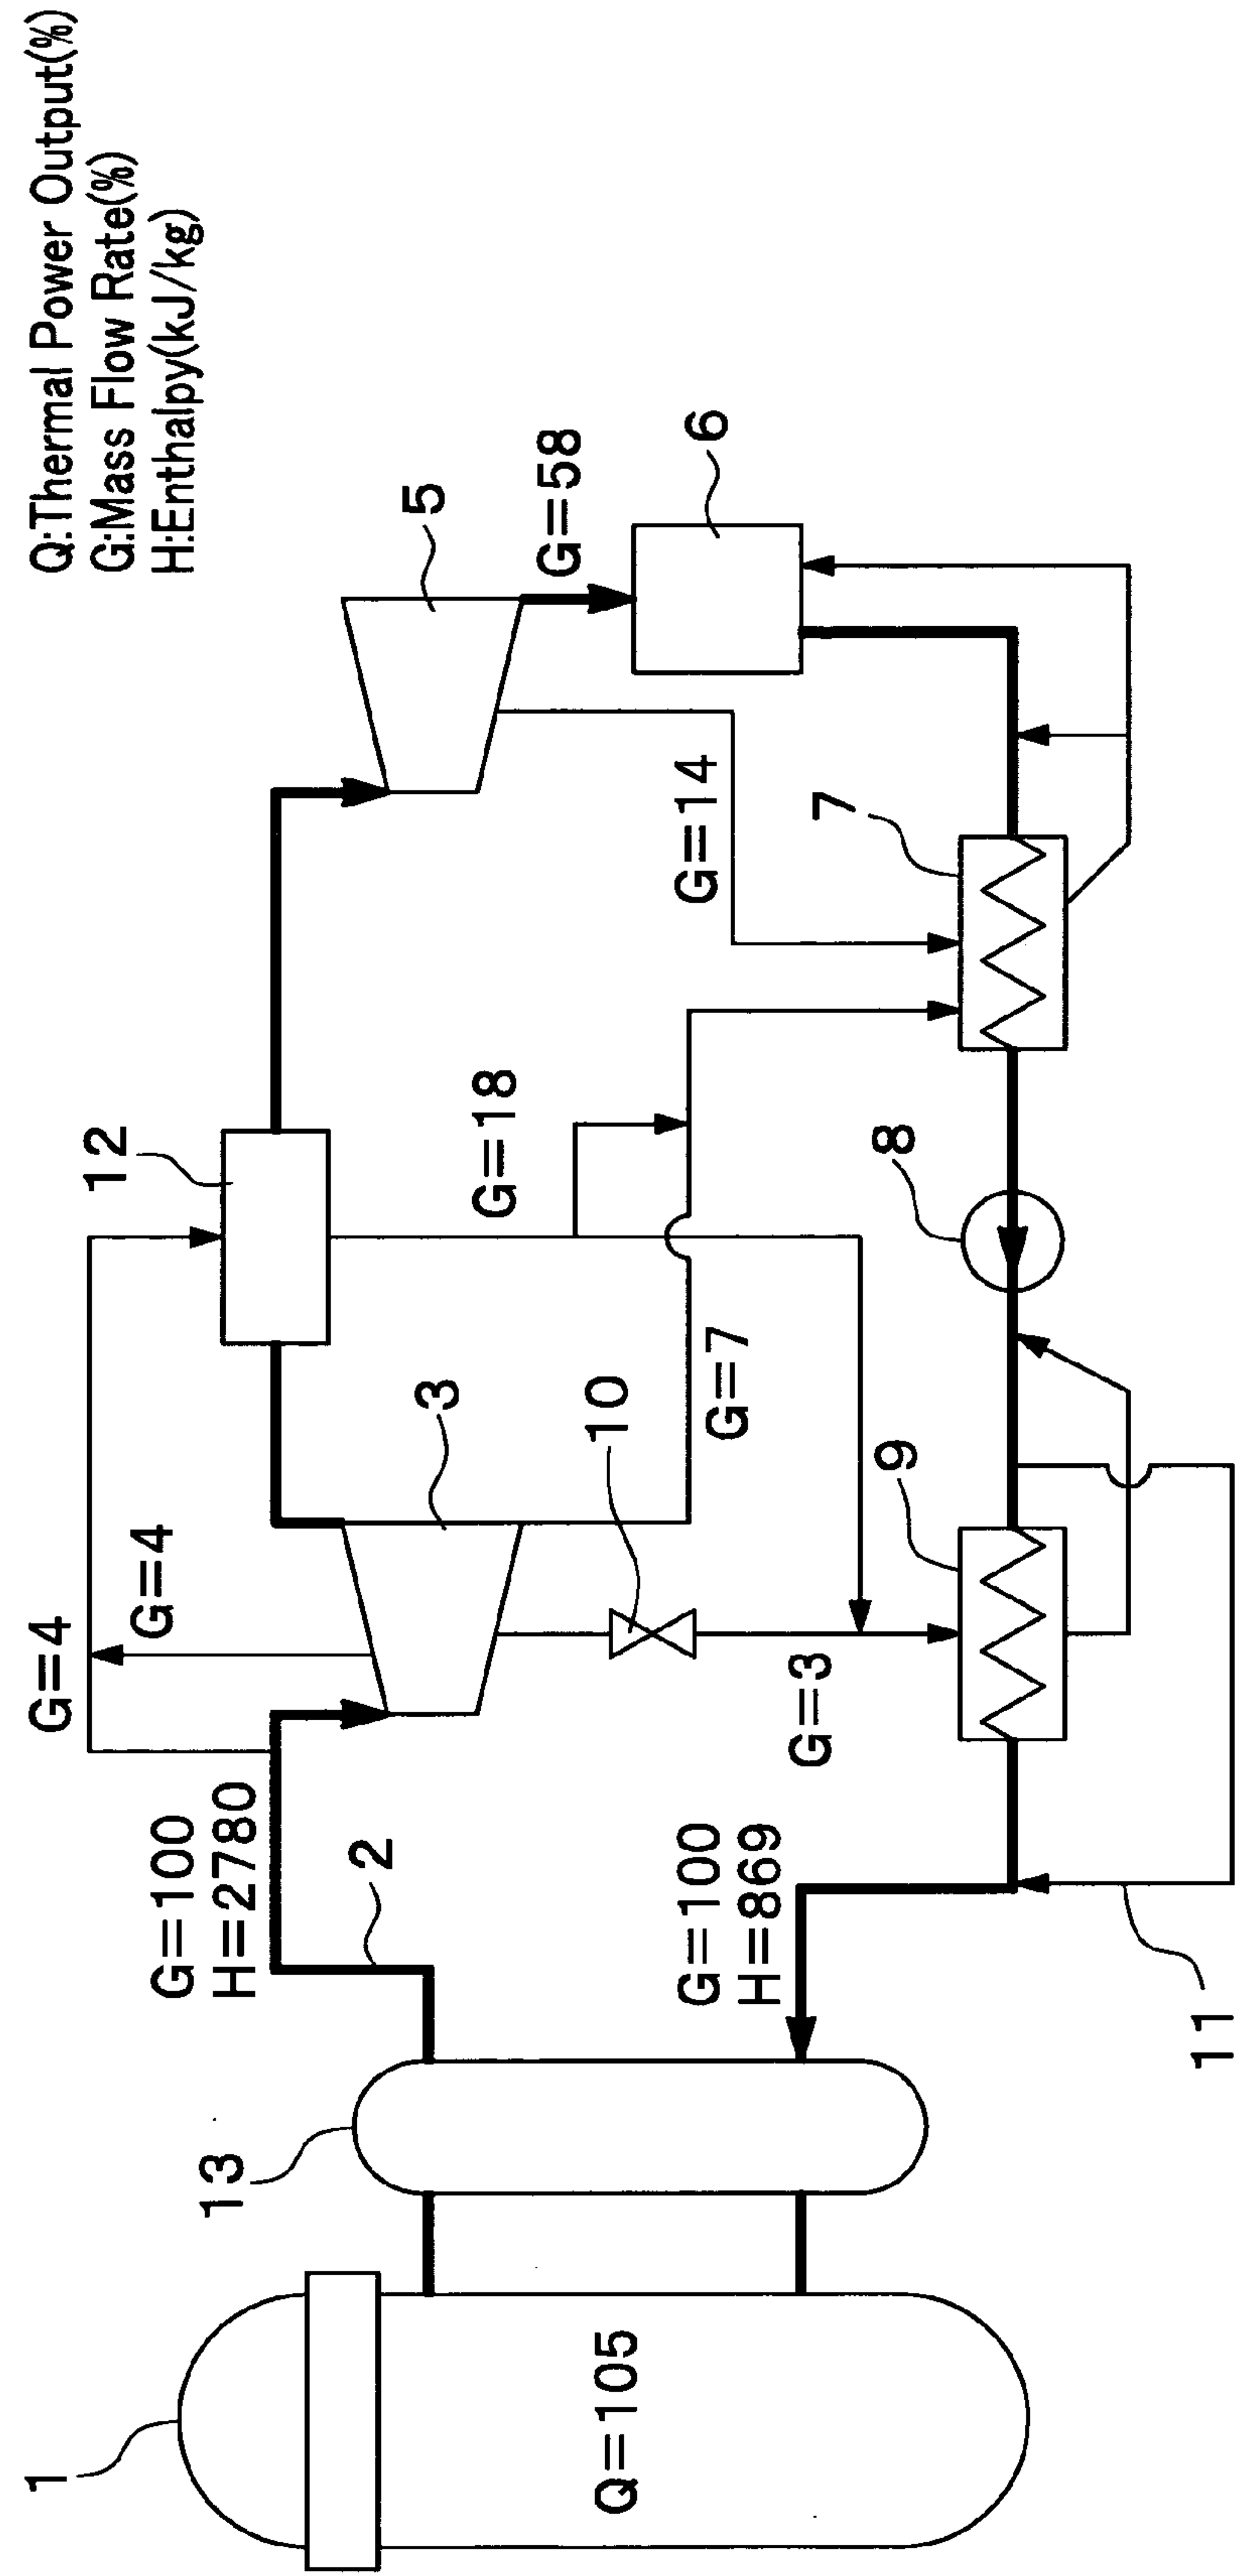 Q:Thermal Power Output(%)
G:Mass Flow Rate(%)
H:Enthalpy(kJ/kg)
1
Q=105
13
2
G=100
H=2780
G=100
H=869
11
G=4
G=4
3
10
G=3
9
G=7
12
G=18
8
7
G=14
5
G=58
6